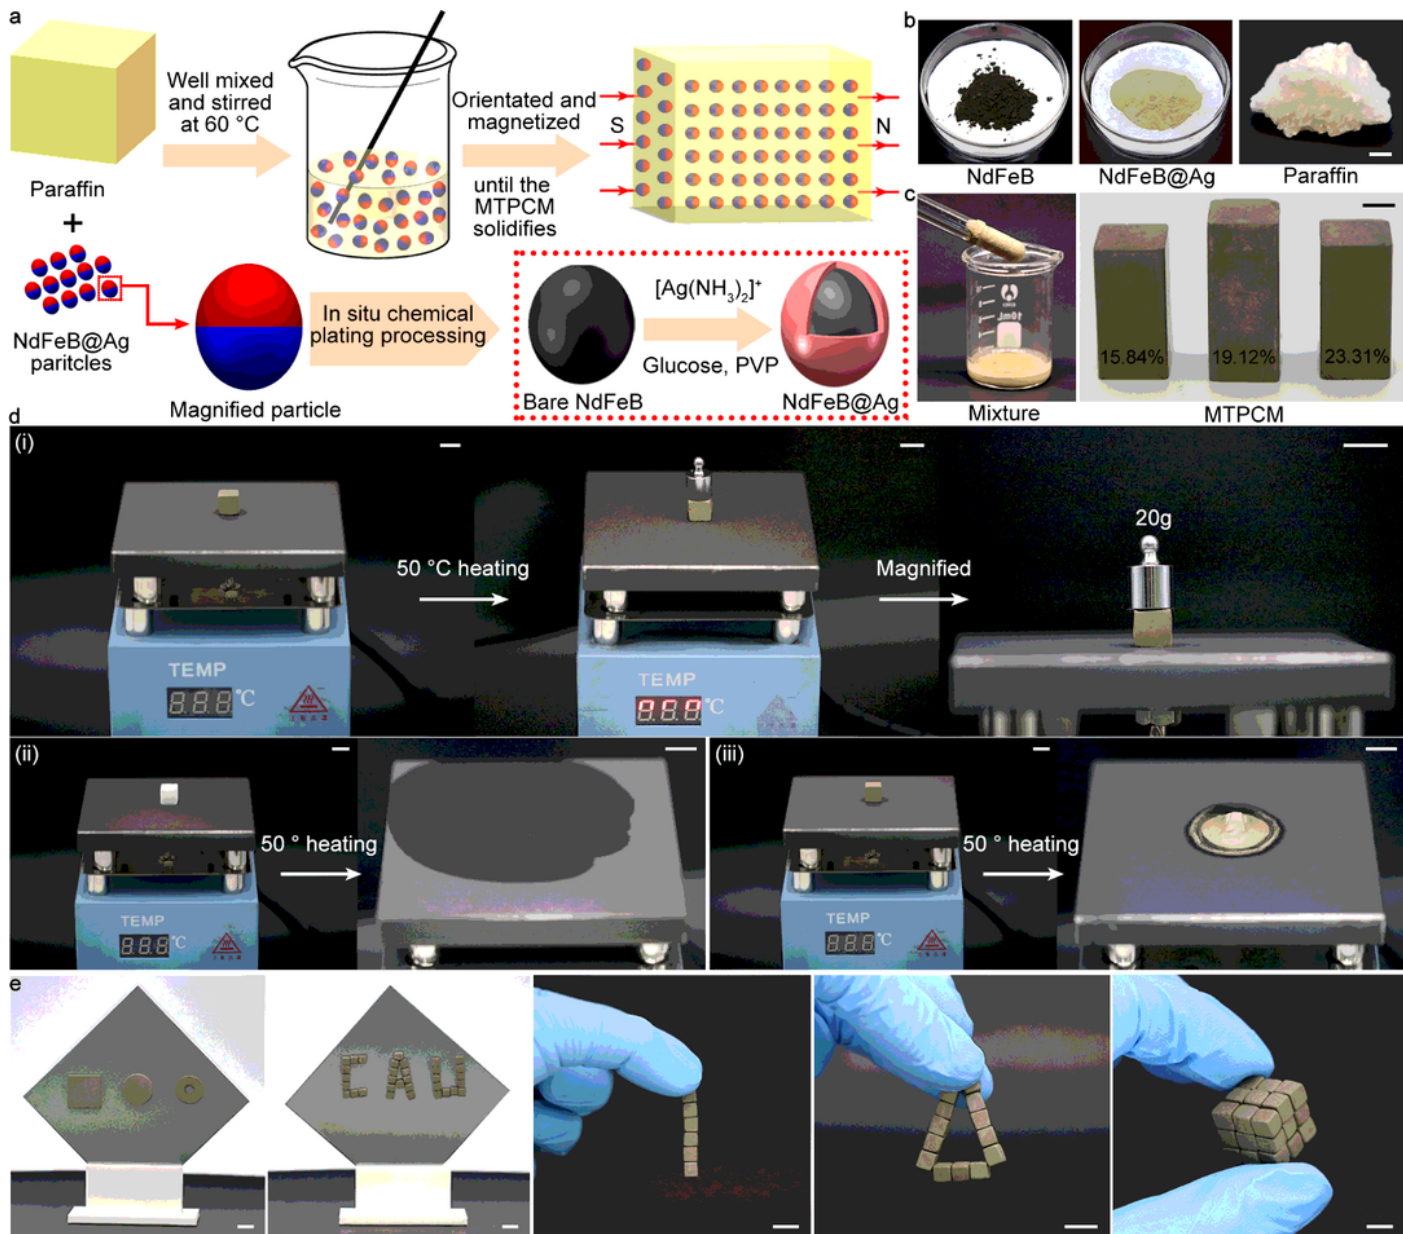 a
Paraffin
+
NdFeB@Ag
paritcles
Well mixed
and stirred
at 60 °C
Orientated and
magnetized
until the
MTPCM
solidifies
S
N
Magnified particle
In situ chemical
plating processing
Bare NdFeB
[Ag(NH₃)₂]⁺
Glucose, PVP
NdFeB@Ag
b
NdFeB
NdFeB@Ag
Paraffin
c
Mixture
15.84%
19.12%
23.31%
MTPCM
d
(i)
TEMP
°C
50 °C heating
TEMP
°C
Magnified
20g
(ii)
TEMP
°C
50 ° heating
(iii)
TEMP
°C
50 ° heating
e
CAU